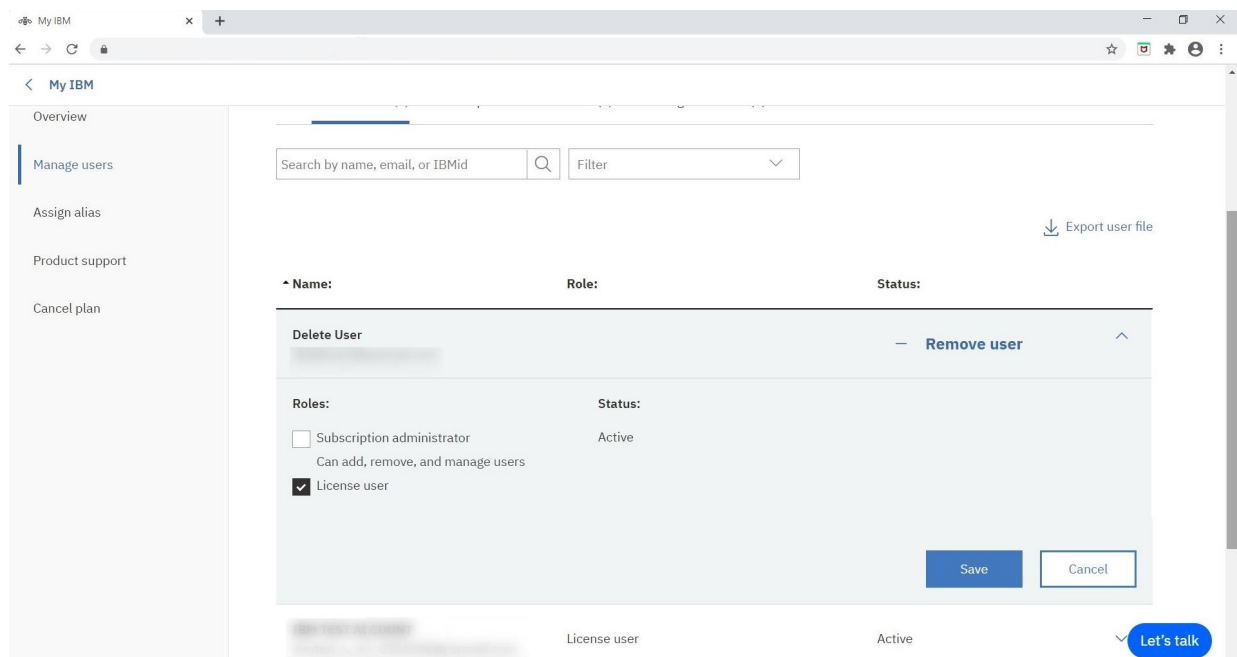 My IBM
My IBM
Overview
Manage users
Assign alias
Product support
Cancel plan
Search by name, email, or IBMid
Filter
Export user file
Name:
Role:
Status:
Delete User
Remove user
Roles:
Status:
Subscription administrator
Active
Can add, remove, and manage users
License user
Save
Cancel
License user
Active
Let's talk